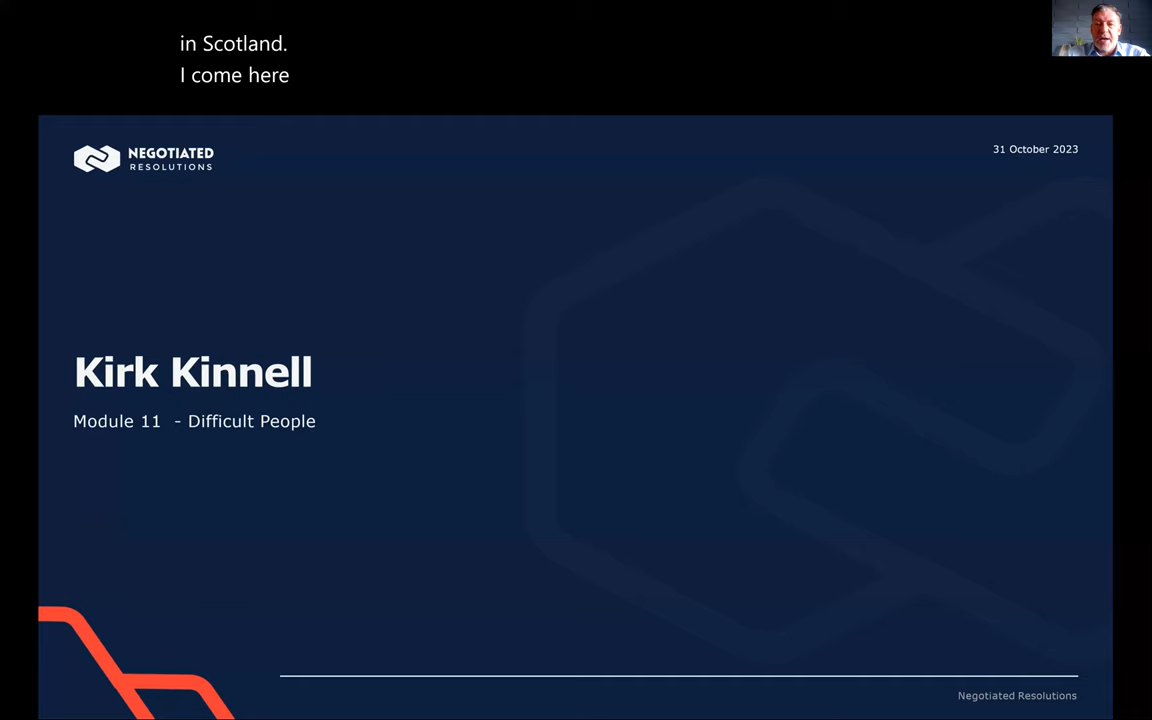 in Scotland.
I come here
NEGOTIATED
RESOLUTIONS
31 October 2023
Kirk Kinnell
Module 11 - Difficult People
Negotiated Resolutions